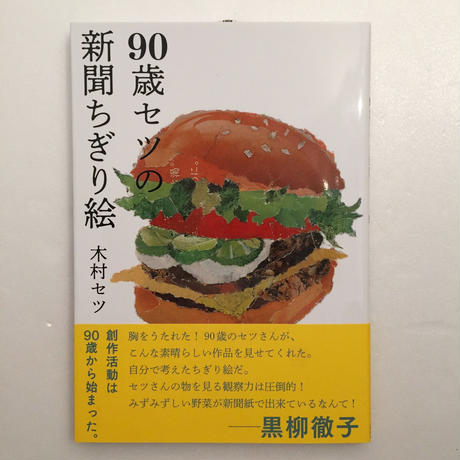 90歳セツの
新聞ちぎり絵
木村セツ
創作活動は
90歳から始まった。
胸をうたれた！90歳のセツさんが、
こんな素晴らしい作品を見せてくれた。
自分で考えたちぎり絵だ。
セツさんの物を見る観察力は圧倒的！
みずみずしい野菜が新聞紙で出来ているなんて！
──黒柳徹子